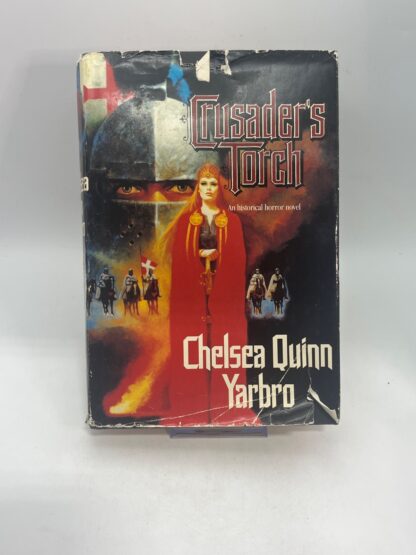 Crusader's
Torch
An historical horror novel
Chelsea Quinn
Yarbro